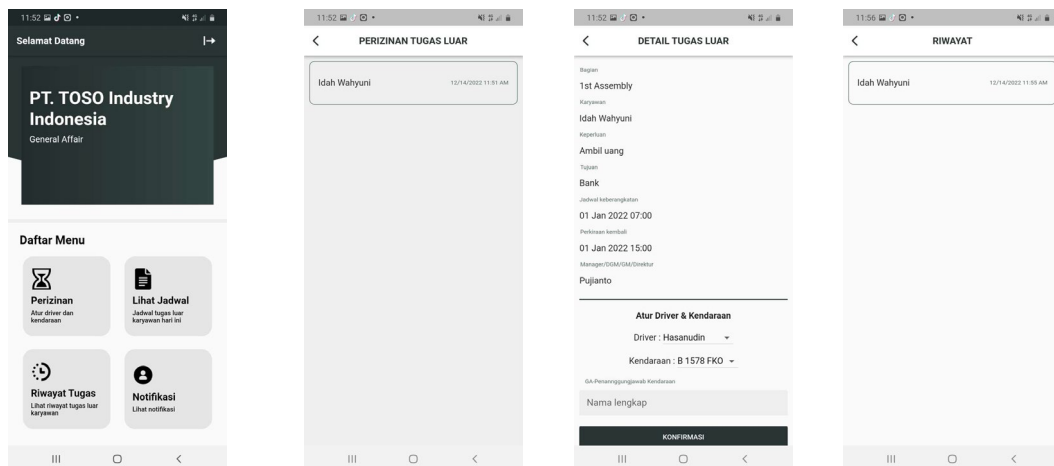 11:52
Selamat Datang
PT. TOSO Industry
Indonesia
General Affair
Daftar Menu
Perizinan
Atur driver dan
kendaraan
Lihat Jadwal
Jadwal tugas luar
karyawan hari ini
Riwayat Tugas
Lihat riwayat tugas luar
karyawan
Notifikasi
Lihat notifikasi
11:52
PERIZINAN TUGAS LUAR
Idah Wahyuni 12/14/2022 11:51 AM
11:52
DETAIL TUGAS LUAR
Bagian
1st Assembly
Karyawan
Idah Wahyuni
Keperluan
Ambil uang
Tujuan
Bank
Jadwal keberangkatan
01 Jan 2022 07:00
Perkiraan kembali
01 Jan 2022 15:00
Manager/DGM/GM/Direktur
Pujianto
Atur Driver & Kendaraan
Driver : Hasanudin
Kendaraan : B 1578 FKO
GA-Penanggungjawab Kendaraan
Nama lengkap
KONFIRMASI
11:56
RIWAYAT
Idah Wahyuni 12/14/2022 11:55 AM